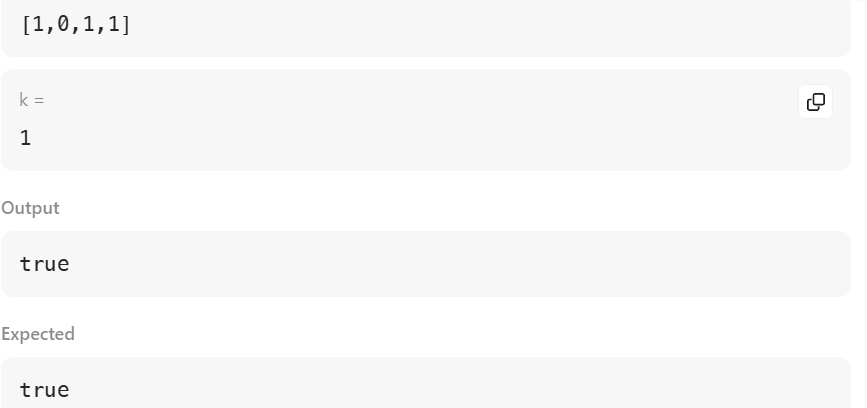 [1,0,1,1]
k =
1
Output
true
Expected
true